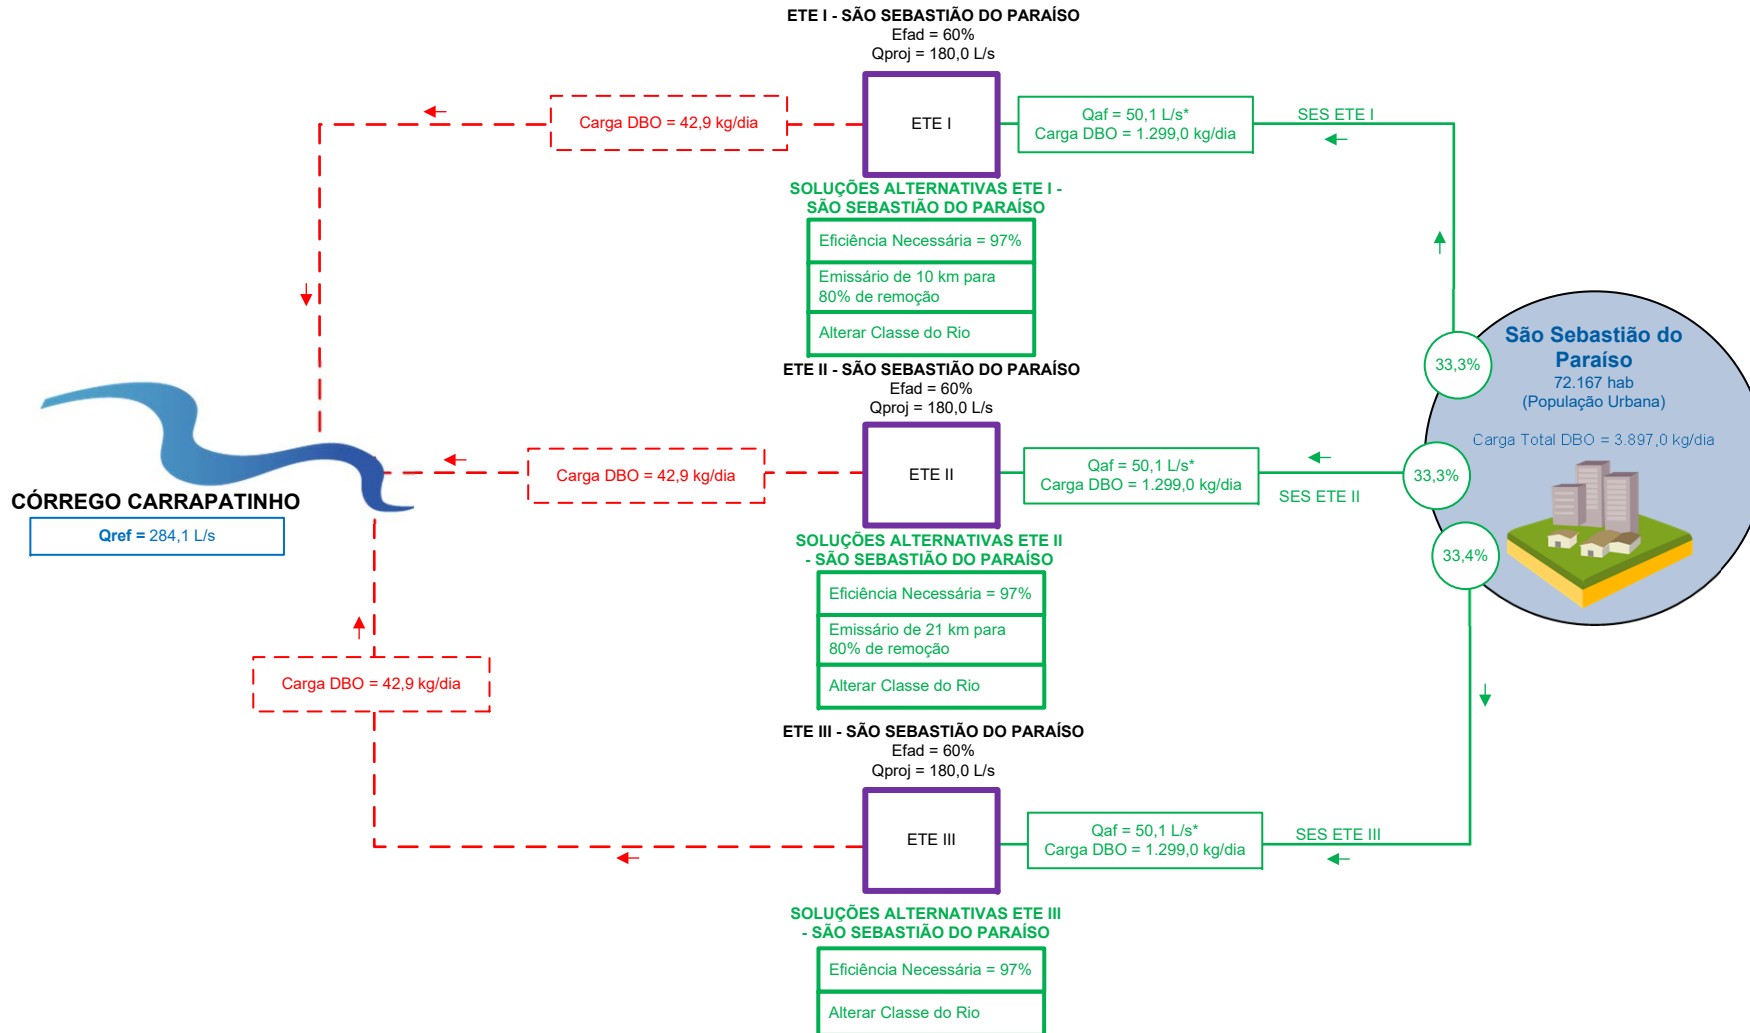 ETE I - SÃO SEBASTIÃO DO PARAÍSO
Efad = 60%
Qproj = 180,0 L/s
Carga DBO = 42,9 kg/dia
ETE I
Qaf = 50,1 L/s*
Carga DBO = 1.299,0 kg/dia
SES ETE I
SOLUÇÕES ALTERNATIVAS ETE I -
SÃO SEBASTIÃO DO PARAÍSO
Eficiência Necessária = 97%
Emissário de 10 km para
80% de remoção
Alterar Classe do Rio
São Sebastião do
Paraíso
72.167 hab
(População Urbana)
Carga Total DBO = 3.897,0 kg/dia
33,3%
33,3%
33,4%
ETE II - SÃO SEBASTIÃO DO PARAÍSO
Efad = 60%
Qproj = 180,0 L/s
Carga DBO = 42,9 kg/dia
ETE II
Qaf = 50,1 L/s*
Carga DBO = 1.299,0 kg/dia
SES ETE II
CÓRREGO CARRAPATINHO
Qref = 284,1 L/s
SOLUÇÕES ALTERNATIVAS ETE II
- SÃO SEBASTIÃO DO PARAÍSO
Eficiência Necessária = 97%
Emissário de 21 km para
80% de remoção
Alterar Classe do Rio
Carga DBO = 42,9 kg/dia
ETE III - SÃO SEBASTIÃO DO PARAÍSO
Efad = 60%
Qproj = 180,0 L/s
ETE III
Qaf = 50,1 L/s*
Carga DBO = 1.299,0 kg/dia
SES ETE III
SOLUÇÕES ALTERNATIVAS ETE III
- SÃO SEBASTIÃO DO PARAÍSO
Eficiência Necessária = 97%
Alterar Classe do Rio